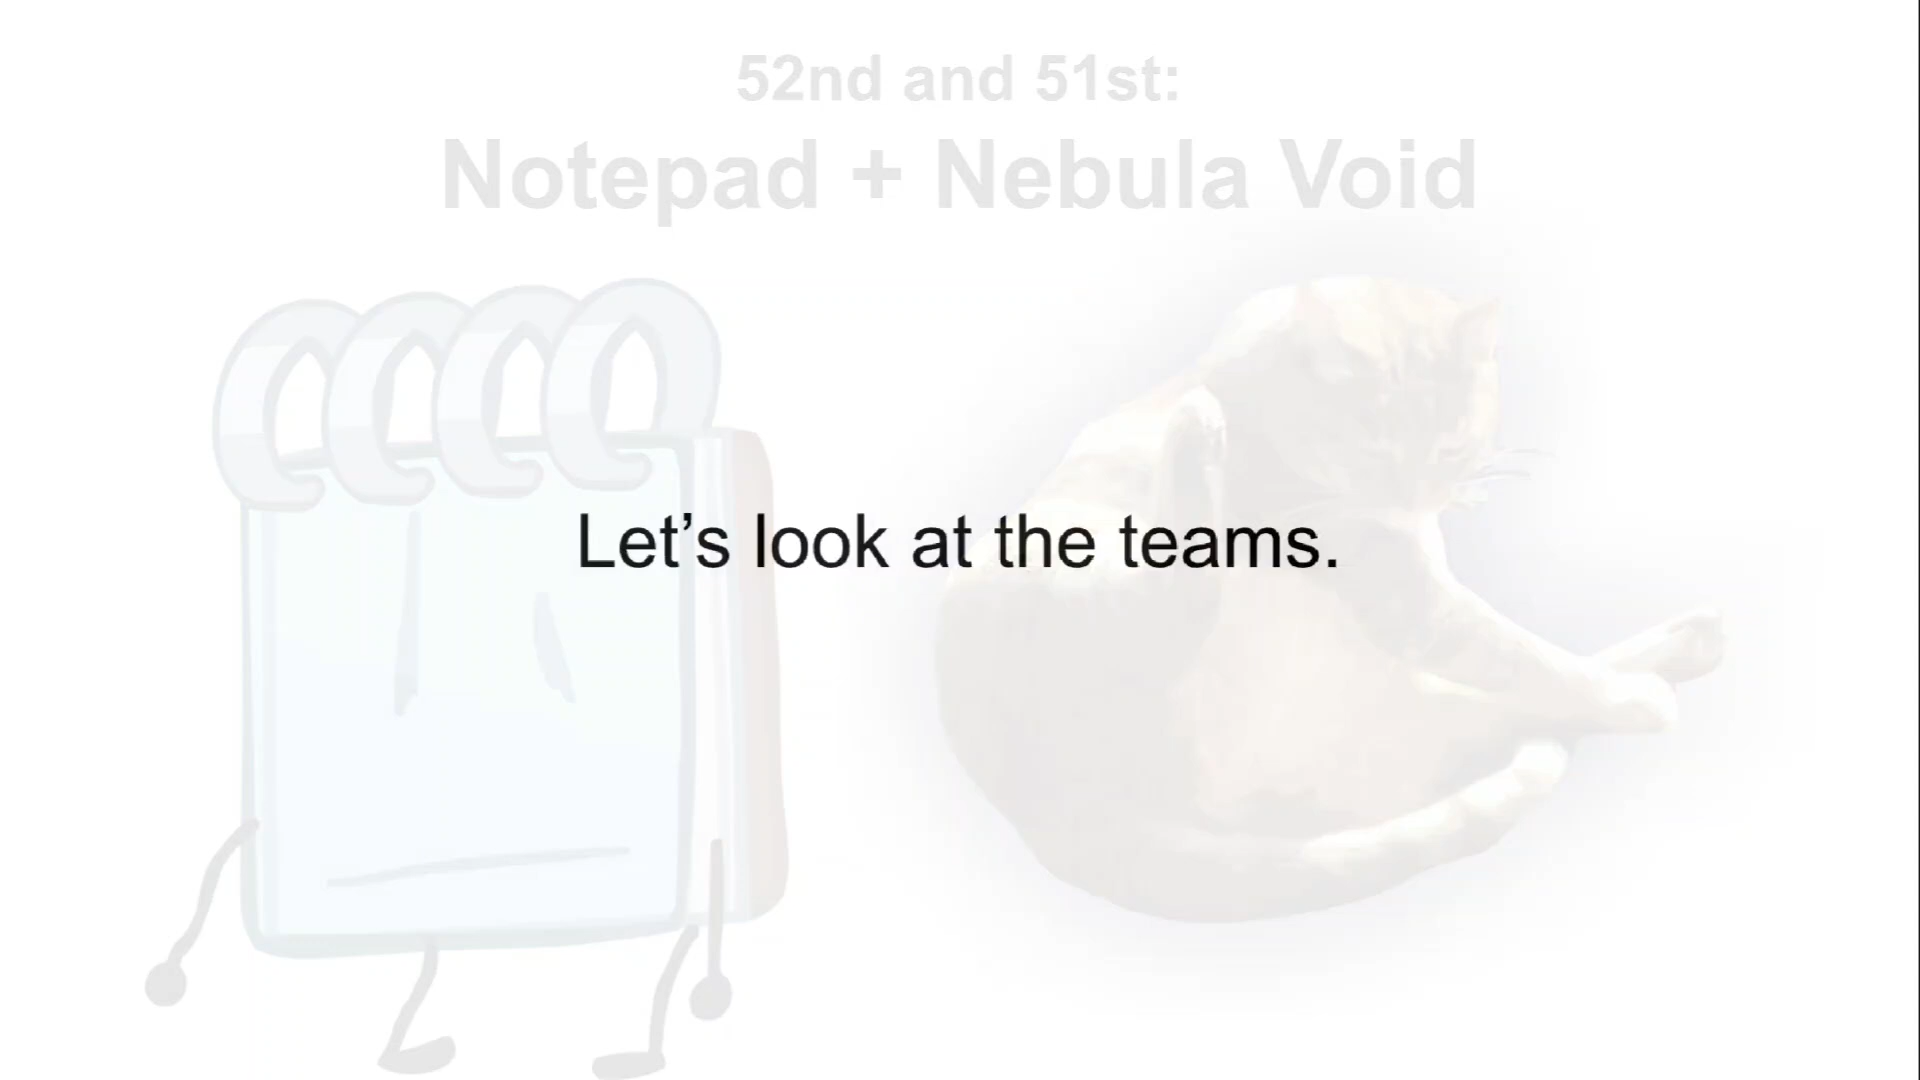 52nd and 51st:
Notepad + Nebula Void
Let’s look at the teams.